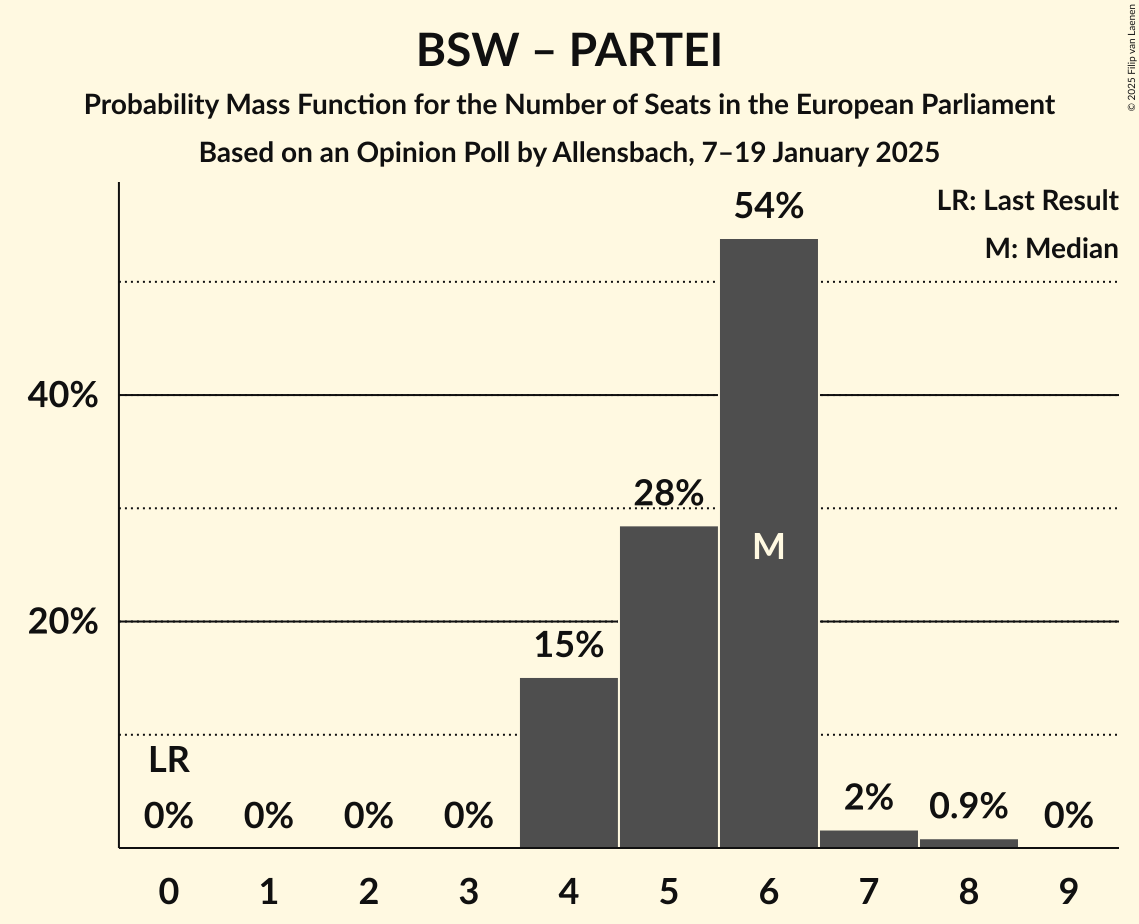 BSW – PARTEI
Probability Mass Function for the Number of Seats in the European Parliament
Based on an Opinion Poll by Allensbach, 7–19 January 2025
© 2025 Filip van Laenen
LR: Last Result
M: Median
54%
40%
28%
M
20%
15%
LR
0% 0% 0% 0% 2% 0.9% 0%
0 1 2 3 4 5 6 7 8 9